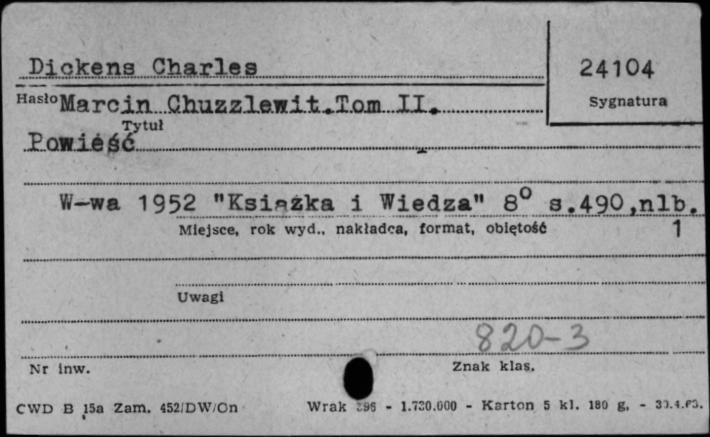 Dickens Charles
24104
Hasło Marcin Chuzzlewit.Tom II.
Sygnatura
Tytuł
Powieść
W-wa 1952 "Książka i Wiedza" 8° s.490,nlb.
Miejsce, rok wyd., nakładca, format, objętość 1
Uwagi
820-3
Nr inw. Znak klas.
CWD B 15a Zam. 452/DW/On Wrak - 1.730.000 - Karton 5 kl. 180 g. -